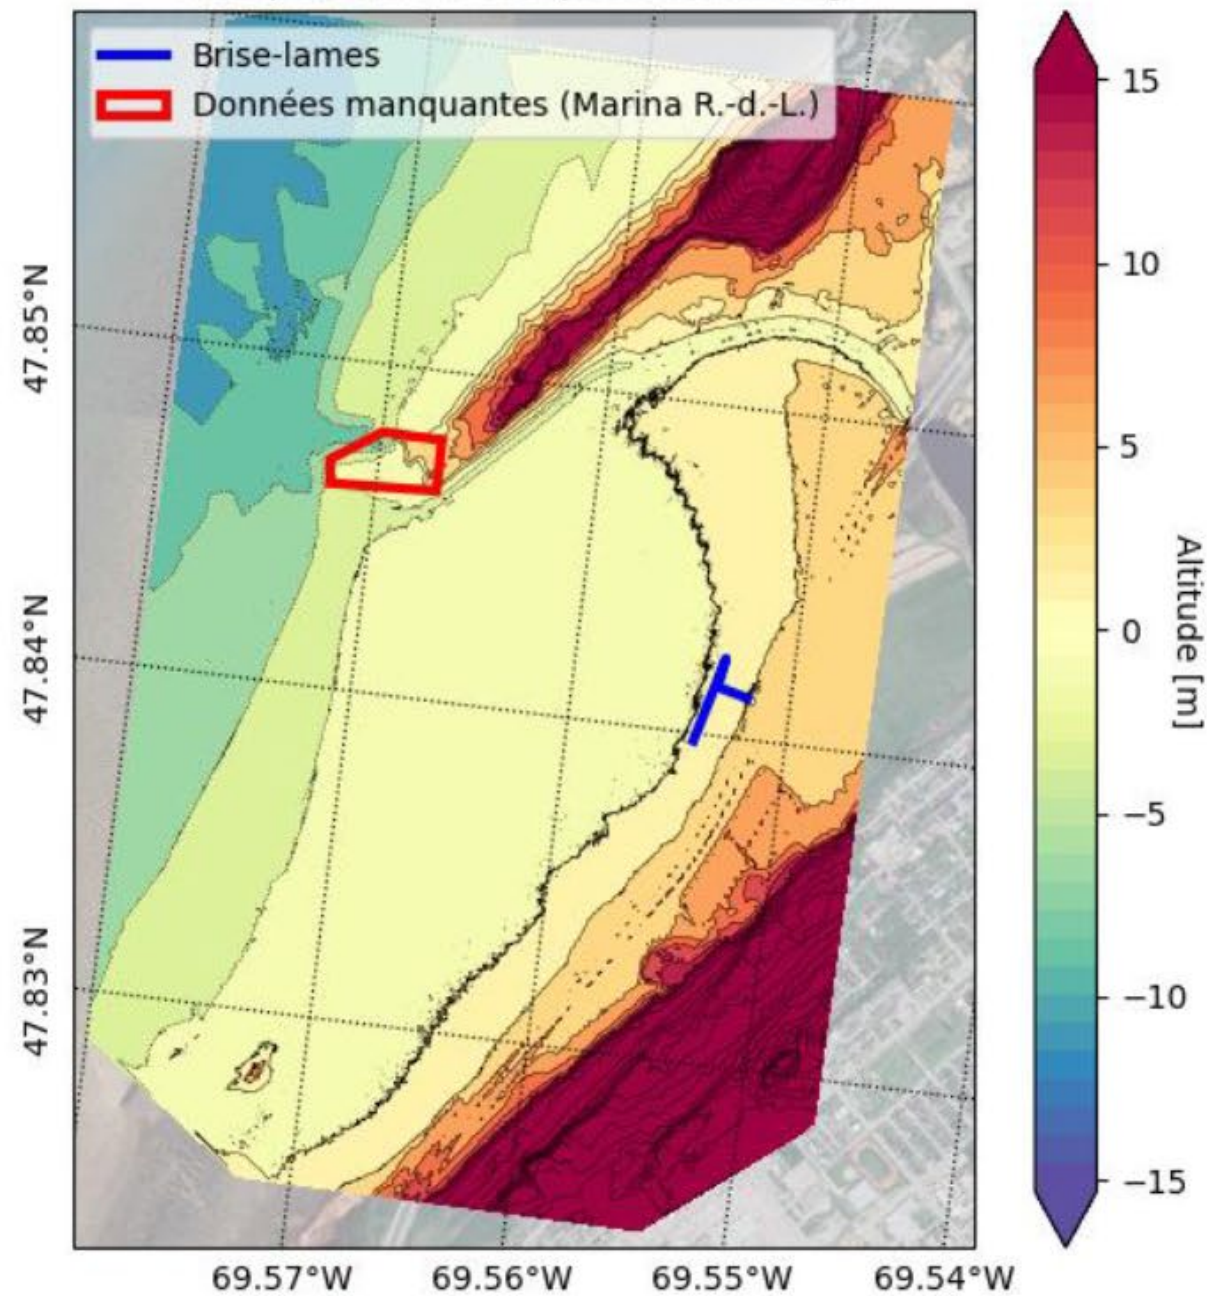 Brise-lames
Données manquantes (Marina R.-d.-L.)
47.85°N
47.84°N
47.83°N
69.57°W
69.56°W
69.55°W
69.54°W
15
10
5
0
−5
−10
−15
Altitude [m]